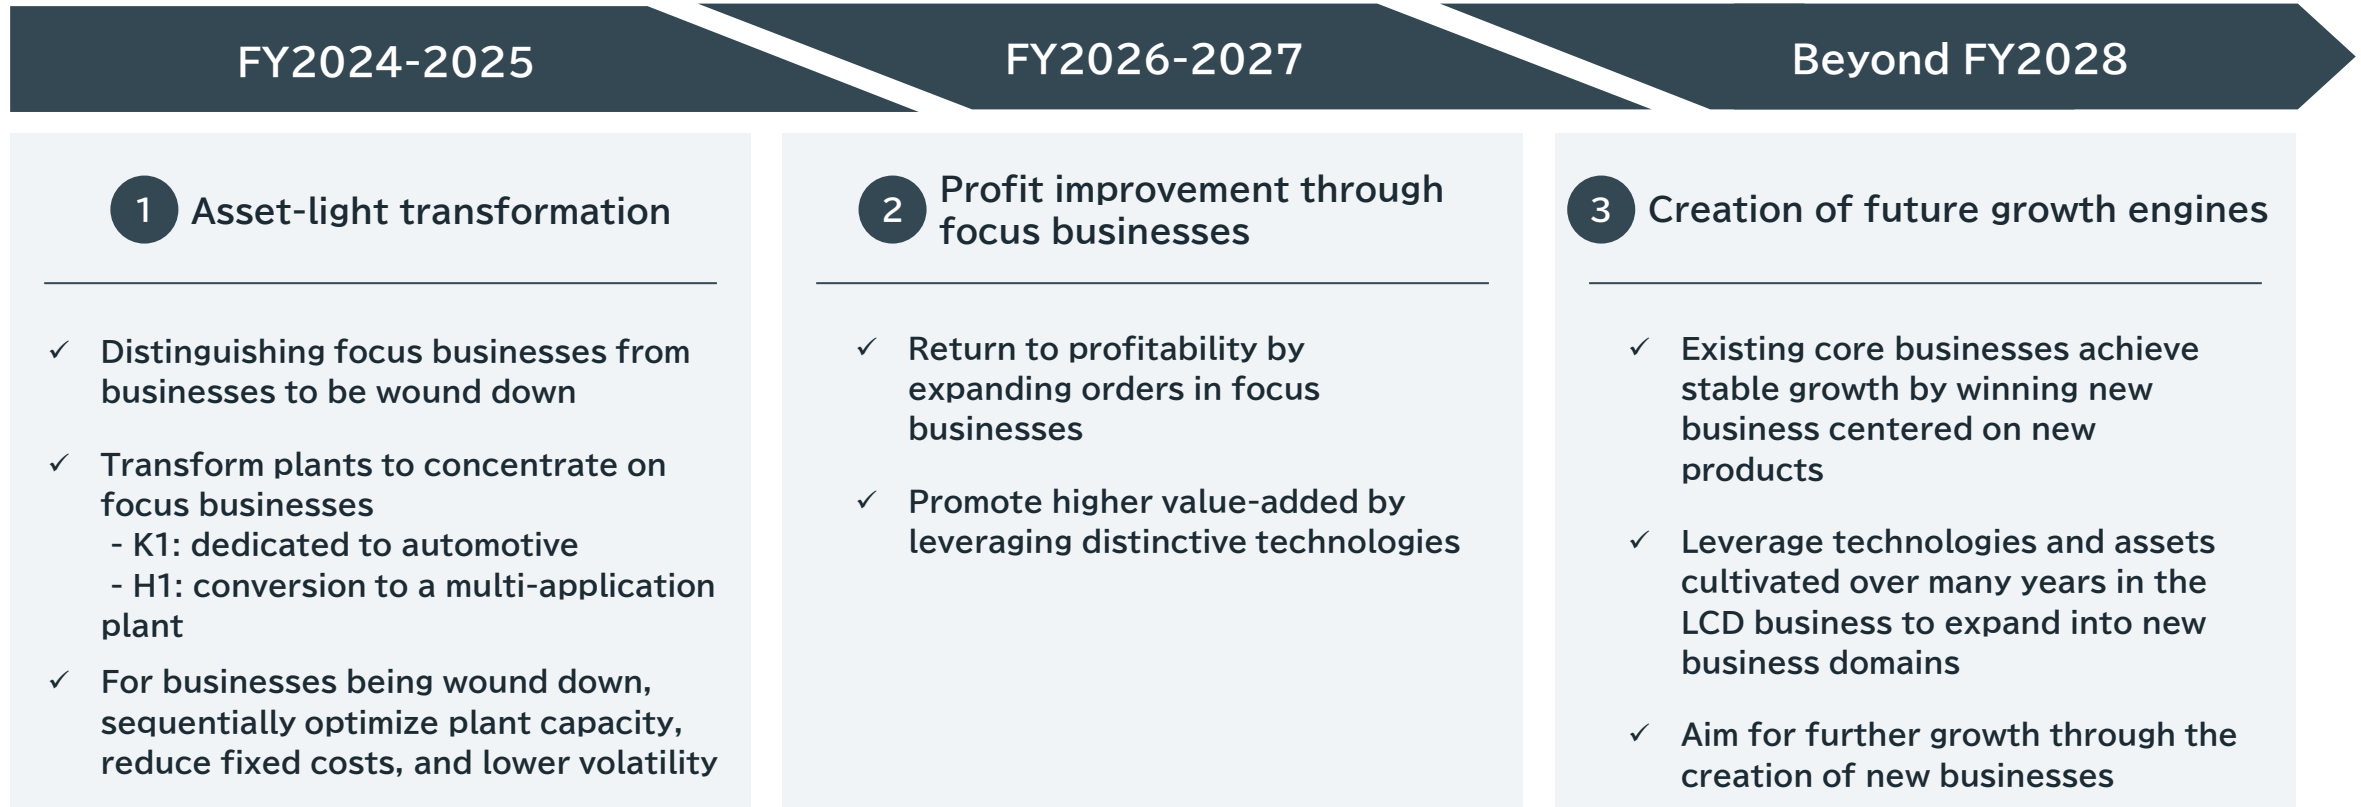 FY2024-2025
FY2026-2027
Beyond FY2028
1 Asset-light transformation
✓ Distinguishing focus businesses from
businesses to be wound down
✓ Transform plants to concentrate on
focus businesses
- K1: dedicated to automotive
- H1: conversion to a multi-application
plant
✓ For businesses being wound down,
sequentially optimize plant capacity,
reduce fixed costs, and lower volatility
2 Profit improvement through
focus businesses
✓ Return to profitability by
expanding orders in focus
businesses
✓ Promote higher value-added by
leveraging distinctive technologies
3 Creation of future growth engines
✓ Existing core businesses achieve
stable growth by winning new
business centered on new
products
✓ Leverage technologies and assets
cultivated over many years in the
LCD business to expand into new
business domains
✓ Aim for further growth through the
creation of new businesses